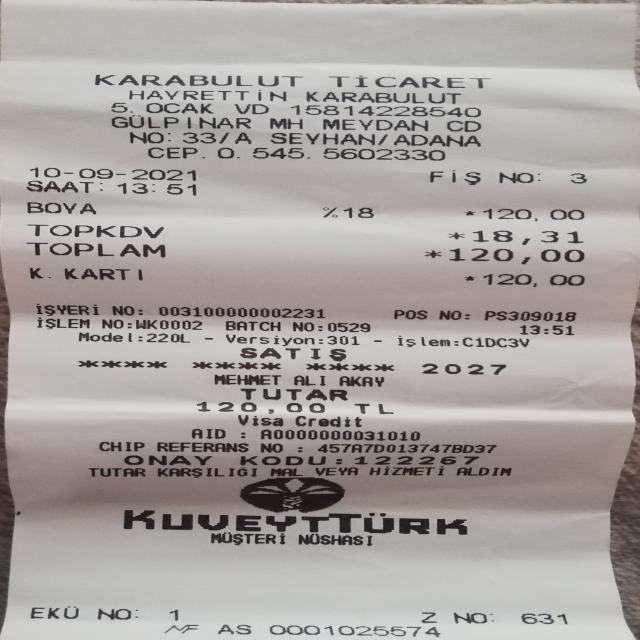 KARABULUT TİCARET
HAYRETTİN KARABULUT
5. OCAK VD 15814228540
GÜLPINAR MH MEYDAN CD
NO: 33/A SEYHAN/ADANA
CEP. 0. 545. 5602330
10-09-2021 FİŞ NO: 3
SAAT: 13:51
BOYA %18 *120,00
TOPKDV *18,31
TOPLAM *120,00
K. KARTI *120,00
İŞYERİ NO: 003100000002231 POS NO: PS309018
İŞLEM NO:WK0002 BATCH NO:0529 13:51
Model:220L - Versiyon:301 - İşlem:C1DC3V
SATIŞ
**** **** **** 2027
MEHMET ALI AKAY
TUTAR
120,00 TL
Visa Credit
AID : A0000000031010
CHIP REFERANS NO : 457A7D013747BD37
ONAY KODU:122267
TUTAR KARŞILIĞI MAL VEYA HİZMETİ ALDIM
KUVEYTTÜRK
MÜŞTERİ NÜSHASI
EKÜ NO: 1 Z NO: 631
MF AS 0001025574